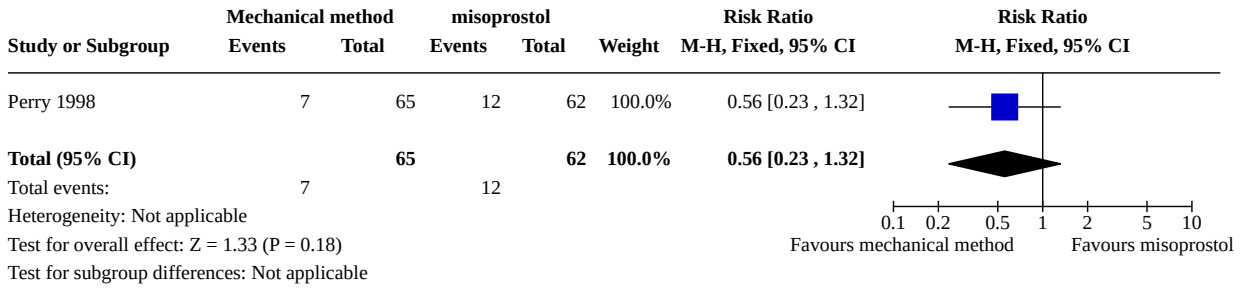 Mechanical method misoprostol Risk Ratio Risk Ratio
Study or Subgroup Events Total Events Total Weight M-H, Fixed, 95% CI M-H, Fixed, 95% CI
Perry 1998 7 65 12 62 100.0% 0.56 [0.23 , 1.32]
Total (95% CI) 65 62 100.0% 0.56 [0.23 , 1.32]
Total events: 7 12
Heterogeneity: Not applicable
0.1 0.2 0.5 1 2 5 10
Test for overall effect: Z = 1.33 (P = 0.18) Favours mechanical method Favours misoprostol
Test for subgroup differences: Not applicable